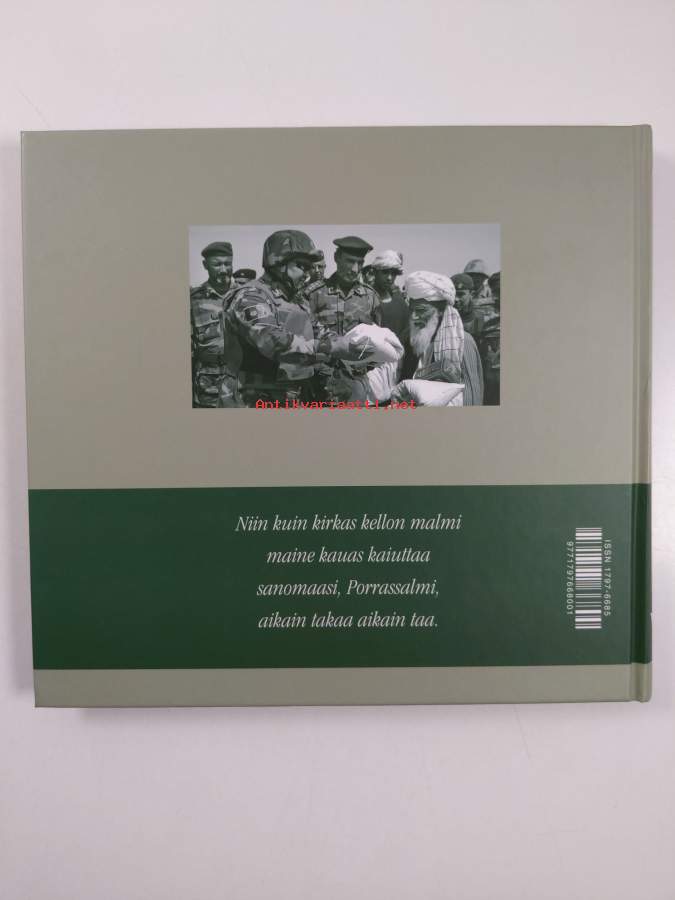 Antikvariaatti.net
Niin kuin kirkas kellon malmi
maine kauas kaiuttaa
sanomaasi, Porrassalmi,
aikain takaa aikain taa.
ISSN 1797-6685
9771797668001